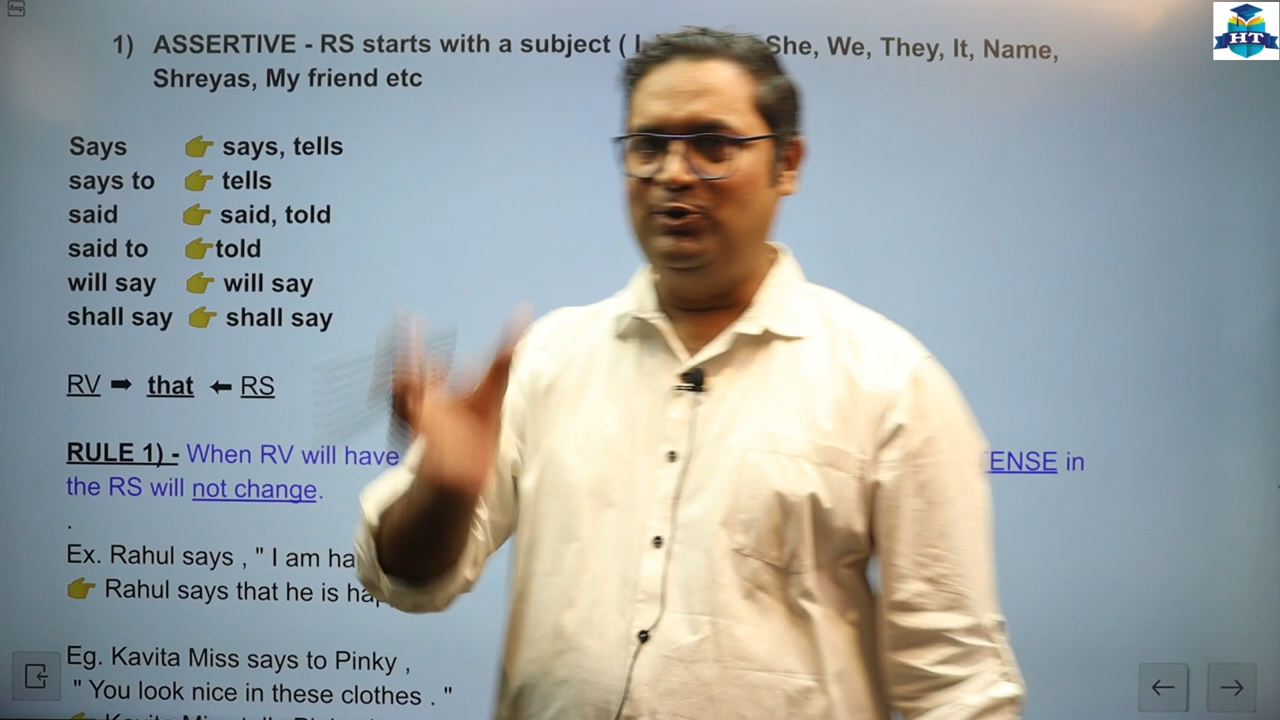 1) ASSERTIVE - RS starts with a subject ( I, She, We, They, It, Name,
Shreyas, My friend etc
Says 👉 says, tells
says to 👉 tells
said 👉 said, told
said to 👉 told
will say 👉 will say
shall say 👉 shall say
RV ➡ that ⬅ RS
RULE 1) - When RV will have ENSE in
the RS will not change.
.
Ex. Rahul says , " I am ha
👉 Rahul says that he is ha
Eg. Kavita Miss says to Pinky ,
" You look nice in these clothes . "
HT